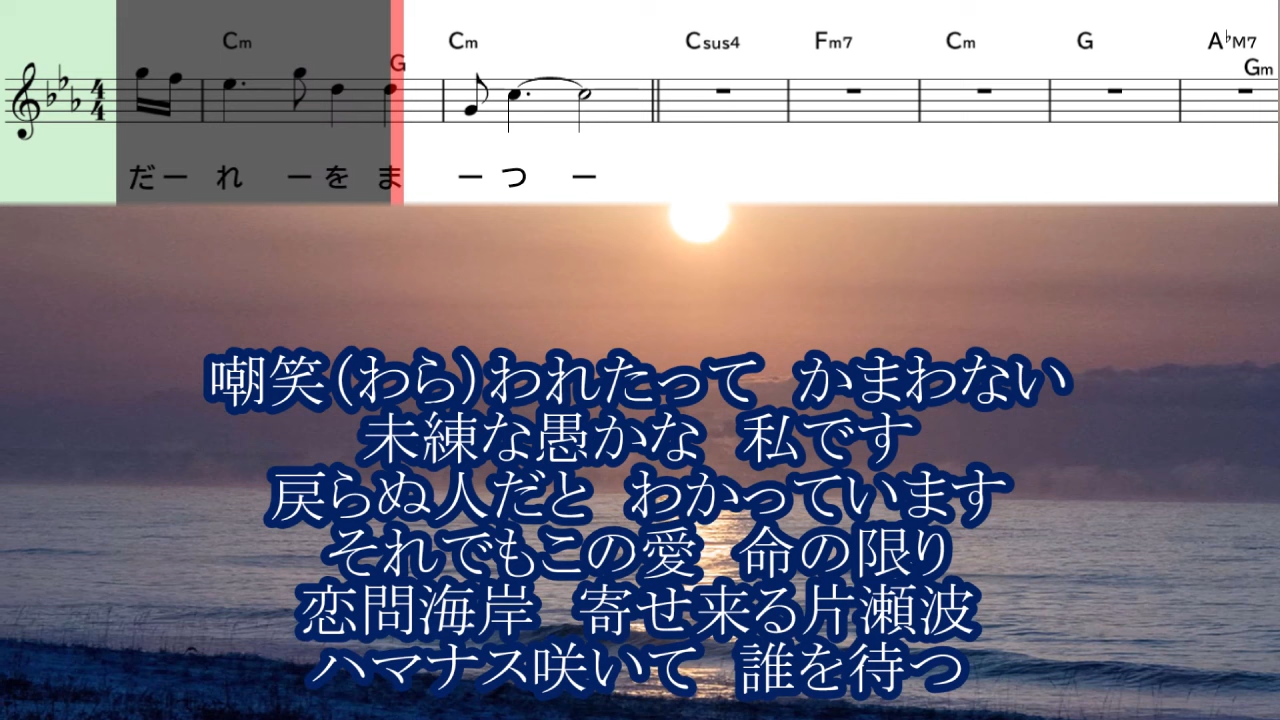 Cm G Cm Csus4 Fm7 Cm G A♭M7 Gm
4
4
だー れ ーを ま ーつ ー
嘲笑(わら)われたって かまわない
未練な愚かな 私です
戻らぬ人だと わかっています
それでもこの愛 命の限り
恋問海岸 寄せ来る片瀬波
ハマナス咲いて 誰を待つ